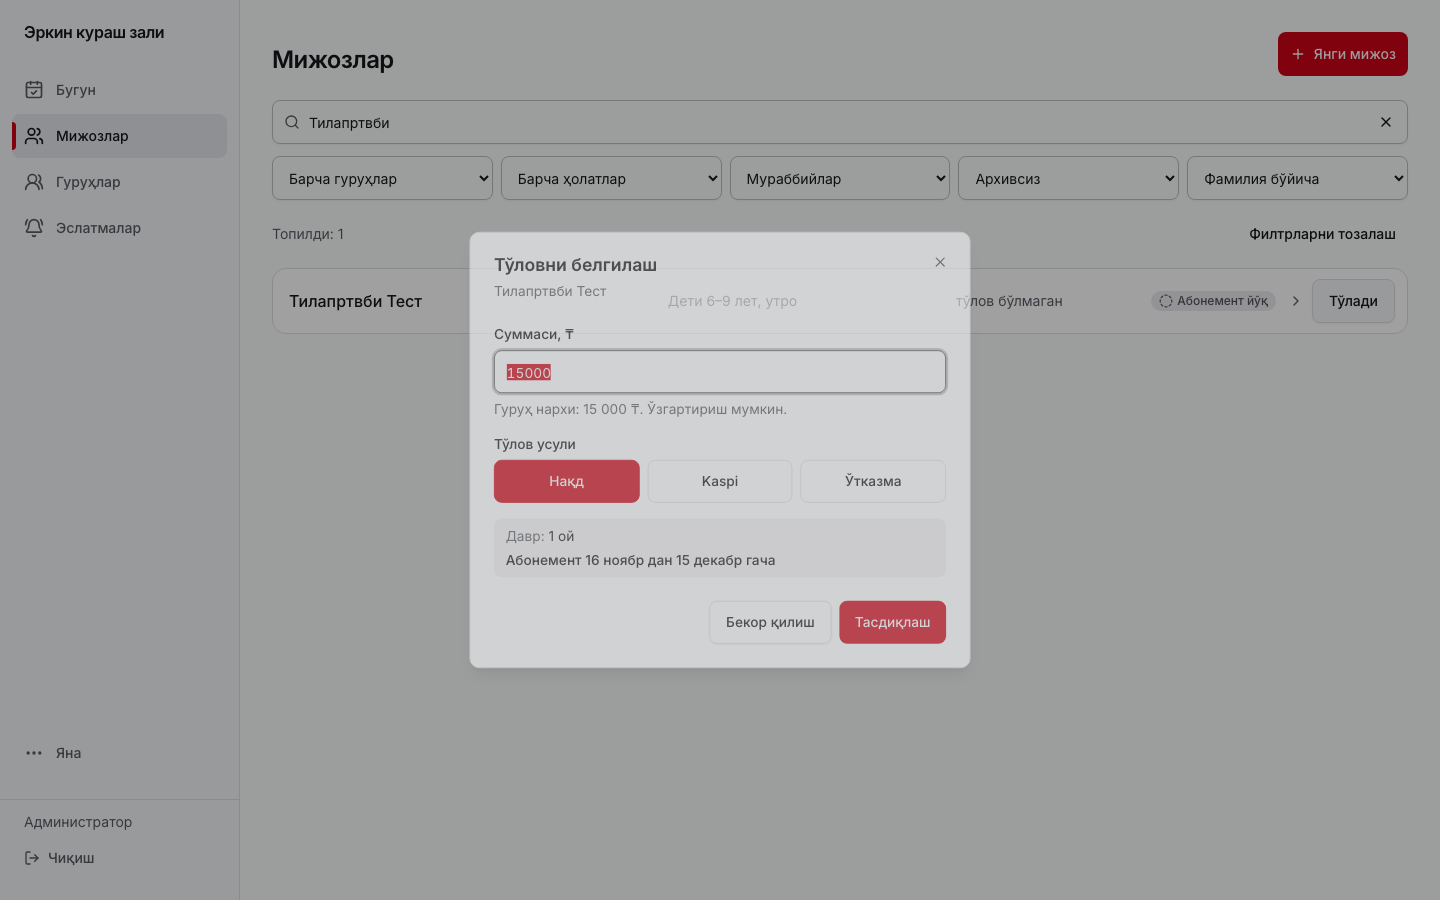 Эркин кураш зали
Бугун
Мижозлар
Гуруҳлар
Эслатмалар
Яна
Администратор
Чиқиш
Мижозлар
Янги мижоз
Тилапртвби
Барча гуруҳлар
Барча ҳолатлар
Мураббийлар
Архивсиз
Фамилия бўйича
Топилди: 1
Филтрларни тозалаш
Тилапртвби Тест
Дети 6–9 лет, утро
тўлов бўлмаган
Абонемент йўқ
Тўлади
Тўловни белгилаш
Тилапртвби Тест
Суммаси, ₸
15000
Гуруҳ нархи: 15 000 ₸. Ўзгартириш мумкин.
Тўлов усули
Нақд
Kaspi
Ўтказма
Давр: 1 ой
Абонемент 16 ноябр дан 15 декабр гача
Бекор қилиш
Тасдиқлаш